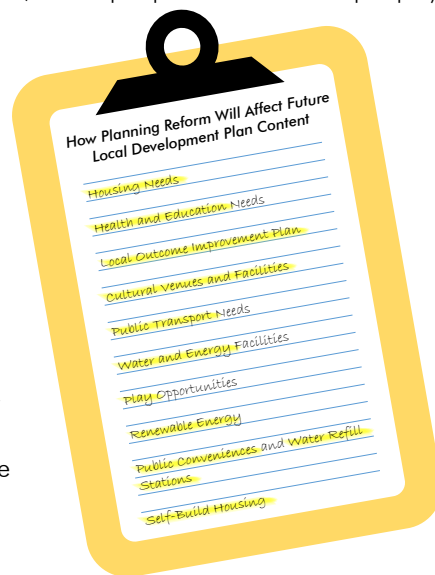 How Planning Reform Will Affect Future
Local Development Plan Content
Housing Needs
Health and Education Needs
Local Outcome Improvement Plan
Cultural Venues and Facilities
Public Transport Needs
Water and Energy Facilities
Play Opportunities
Renewable Energy
Public Conveniences and Water Refill
Stations
Self-Build Housing